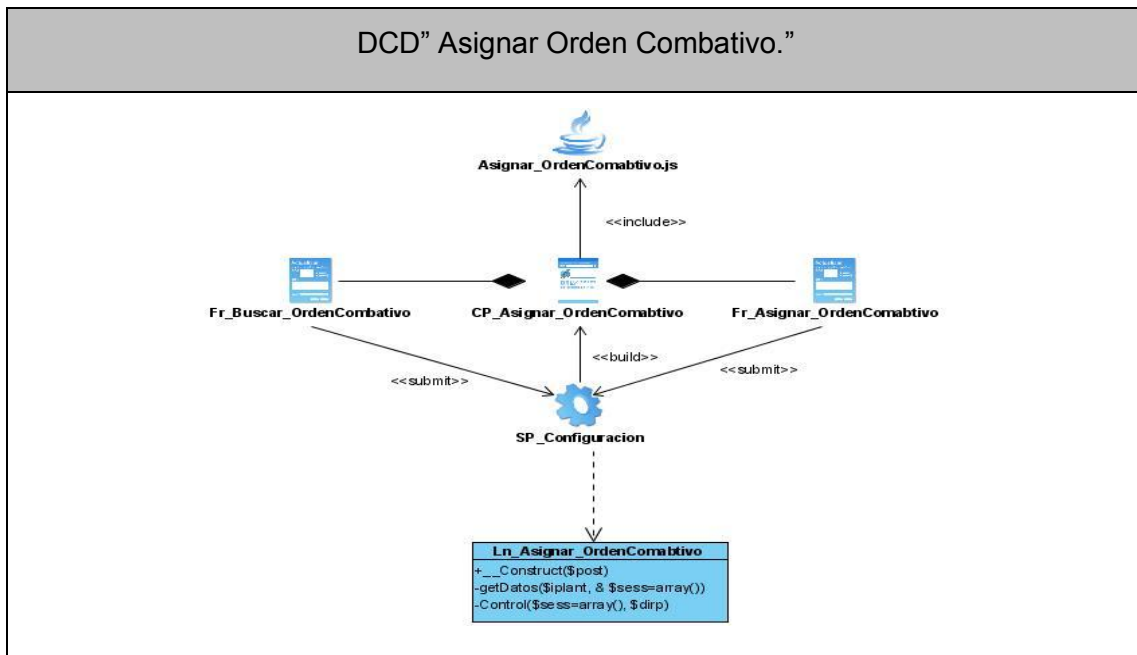 DCD” Asignar Orden Combativo.”
Asignar_OrdenComabtivo.js
<<include>>
Fr_Buscar_OrdenCombativo
CP_Asignar_OrdenComabtivo
Fr_Asignar_OrdenComabtivo
<<build>>
<<submit>>
<<submit>>
SP_Configuracion
Ln_Asignar_OrdenComabtivo
+__Construct($post)
-getDatos($iplant, & $sess=array())
-Control($sess=array(), $dirp)